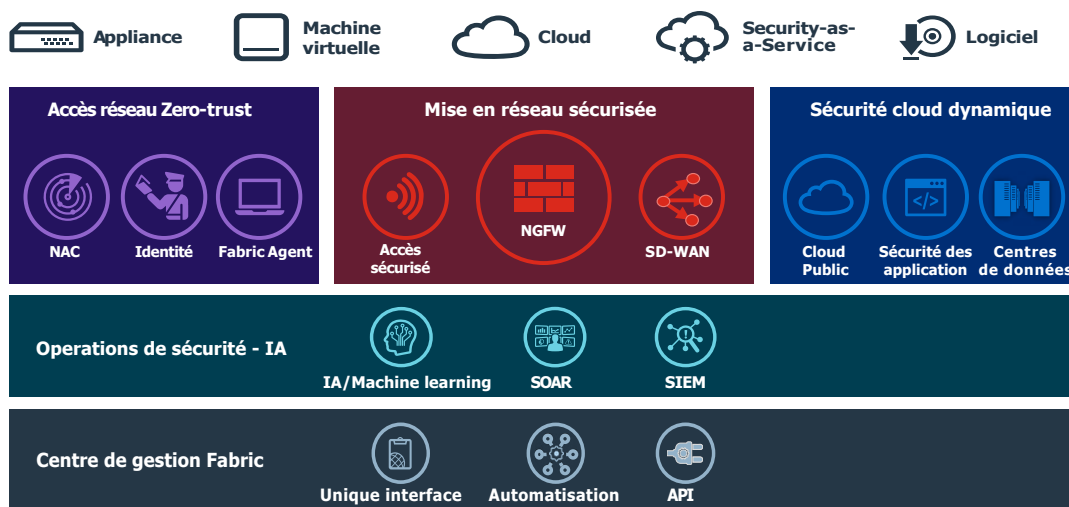 Appliance
Machine
virtuelle
Cloud
Security-as-
a-Service
Logiciel
Accès réseau Zero-trust
Mise en réseau sécurisée
Sécurité cloud dynamique
NAC
Identité
Fabric Agent
Accès
sécurisé
NGFW
SD-WAN
</>
Cloud
Public
Sécurité des
application
Centres
de données
Operations de sécurité - IA
IA/Machine learning
SOAR
SIEM
Centre de gestion Fabric
Unique interface
Automatisation
API